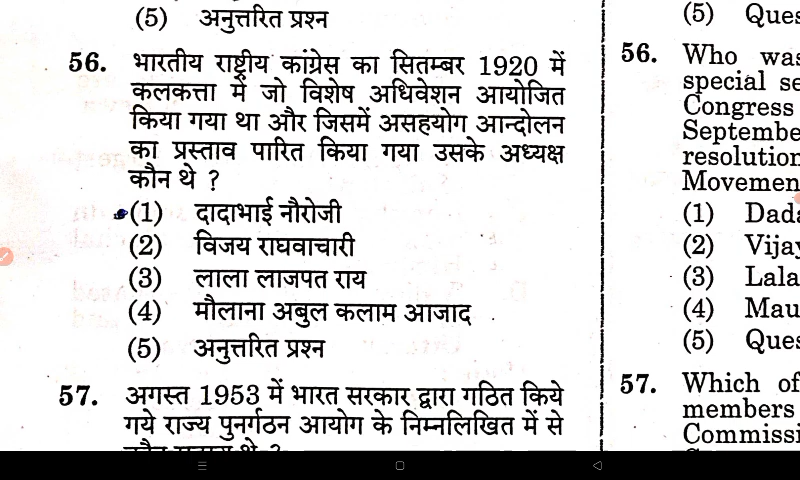 (5) अनुत्तरित प्रश्न
56. भारतीय राष्ट्रीय कांग्रेस का सितम्बर 1920 में
कलकत्ता में जो विशेष अधिवेशन आयोजित
किया गया था और जिसमें असहयोग आन्दोलन
का प्रस्ताव पारित किया गया उसके अध्यक्ष
कौन थे ?
(1) दादाभाई नौरोजी
(2) विजय राघवाचारी
(3) लाला लाजपत राय
(4) मौलाना अबुल कलाम आजाद
(5) अनुत्तरित प्रश्न
57. अगस्त 1953 में भारत सरकार द्वारा गठित किये
गये राज्य पुनर्गठन आयोग के निम्नलिखित में से
(5) Ques
56. Who was
special se
Congress
Septembe
resolution
Movemen
(1) Dada
(2) Vijay
(3) Lala
(4) Mau
(5) Ques
57. Which of
members
Commissi